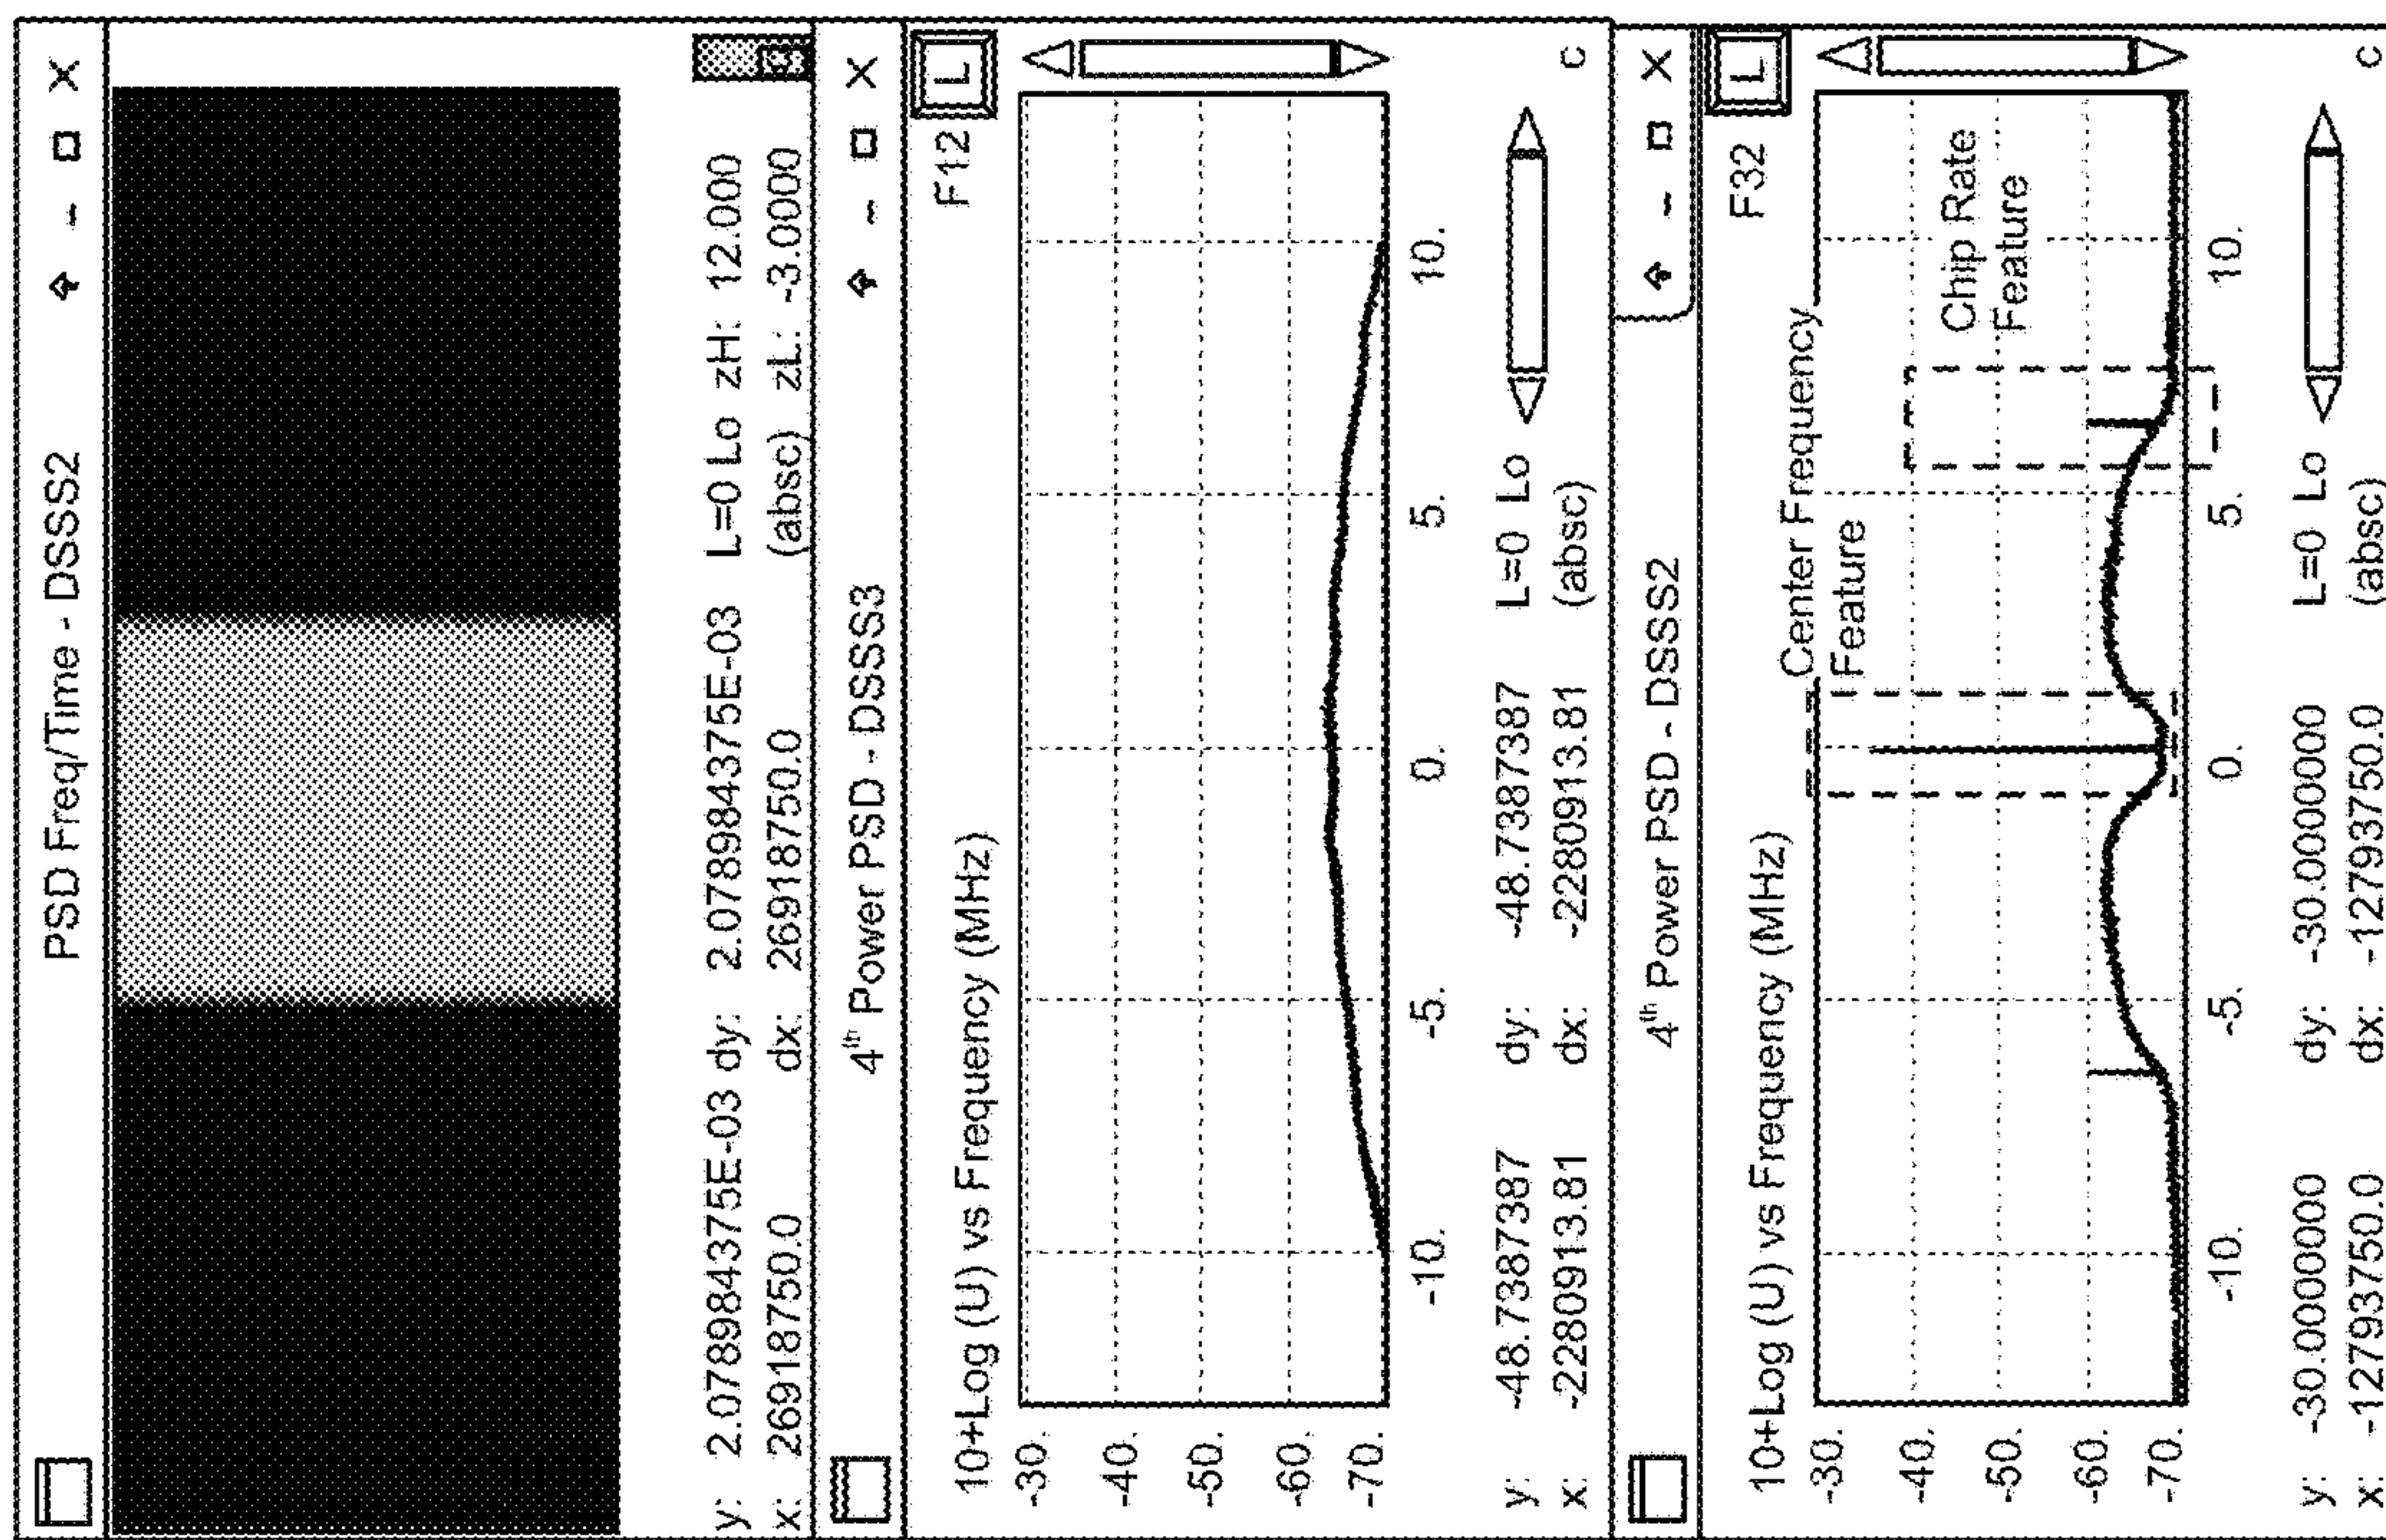 PSD Freq/Time - DSSS2
X
y: 2.078984375E-03 dy: 2.078984375E-03 L=0 Lo zH: 12.000
x: 26918750.0 dx: 26918750.0 (absc) zL: -3.0000
4th Power PSD - DSSS3
X
F12
L
10+Log (U) vs Frequency (MHz)
-30.
-40.
-50.
-60.
-70.
-10. -5. 0. 5. 10.
y: -48.7387387 dy: -48.7387387 L=0 Lo
x: -2280913.81 dx: -2280913.81 (absc) c
4th Power PSD - DSSS2
X
F32
L
10+Log (U) vs Frequency (MHz)
Center Frequency
Feature
Chip Rate
Feature
-30.
-40.
-50.
-60.
-70.
-10. -5. 0. 5. 10.
y: -30.0000000 dy: -30.0000000 L=0 Lo
x: -12793750.0 dx: -12793750.0 (absc) c